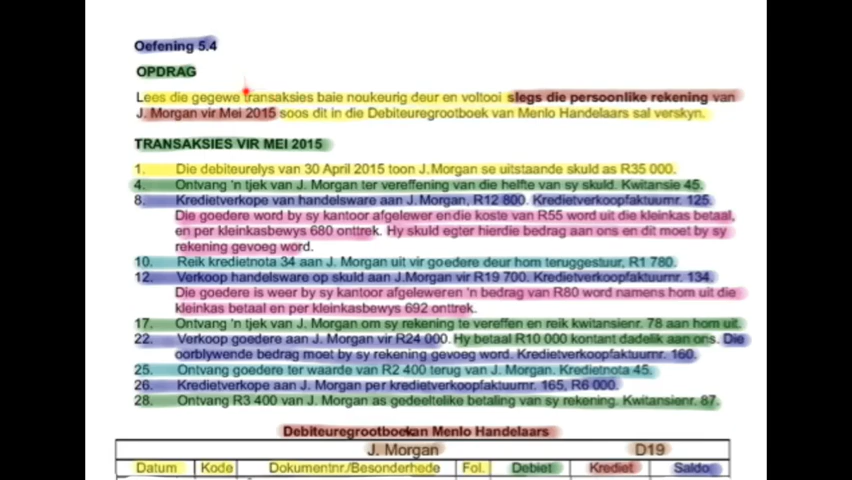 Oefening 5.4
OPDRAG
Lees die gegewe transaksies baie noukeurig deur en voltooi slegs die persoonlike rekening van
J. Morgan vir Mei 2015 soos dit in die Debiteuregrootboek van Menlo Handelaars sal verskyn.
TRANSAKSIES VIR MEI 2015
1. Die debiteurelys van 30 April 2015 toon J.Morgan se uitstaande skuld as R35 000.
4. Ontvang 'n tjek van J. Morgan ter vereffening van die helfte van sy skuld. Kwitansie 45.
8. Kredietverkope van handelsware aan J.Morgan, R12 800. Kredietverkopfaktuurnr. 125.
Die goedere word by sy kantoor afgelewer en die koste van R55 word uit die kleinkas betaal,
en per kleinkasbewys 680 onttrek. Hy skuld egter hierdie bedrag aan ons en dit moet by sy
rekening gevoeg word.
10. Reik kredietnota 34 aan J. Morgan uit vir goedere deur hom teruggestuur, R1 780.
12. Verkoop handelsware op skuld aan J.Morgan vir R19 700. Kredietverkoopfaktuurnr. 134.
Die goedere is weer by sy kantoor afgeleweren 'n bedrag van R80 word namens hom uit die
kleinkas betaal en per kleinkasbewys 692 onttrek.
17. Ontvang 'n tjek van J. Morgan om sy rekening te vereffen en reik kwitansienr. 78 aan hom uit.
22. Verkoop goedere aan J. Morgan vir R24 000. Hy betaal R10 000 kontant dadelik aan ons. Die
oorblywende bedrag moet by sy rekening gevoeg word. Kredietverkoopfaktuurnr. 160.
25. Ontvang goedere ter waarde van R2 400 terug van J. Morgan. Kredietnota 45.
26. Kredietverkope aan J. Morgan per kredietverkoopfaktuurnr. 165, R6 000.
28. Ontvang R3 400 van J. Morgan as gedeeltelike betaling van sy rekening. Kwitansienr. 87.
Debiteuregrootboekan Menlo Handelaars
J. Morgan D19
Datum Kode Dokumentnr./Besonderhede Fol. Debiet Krediet Saldo